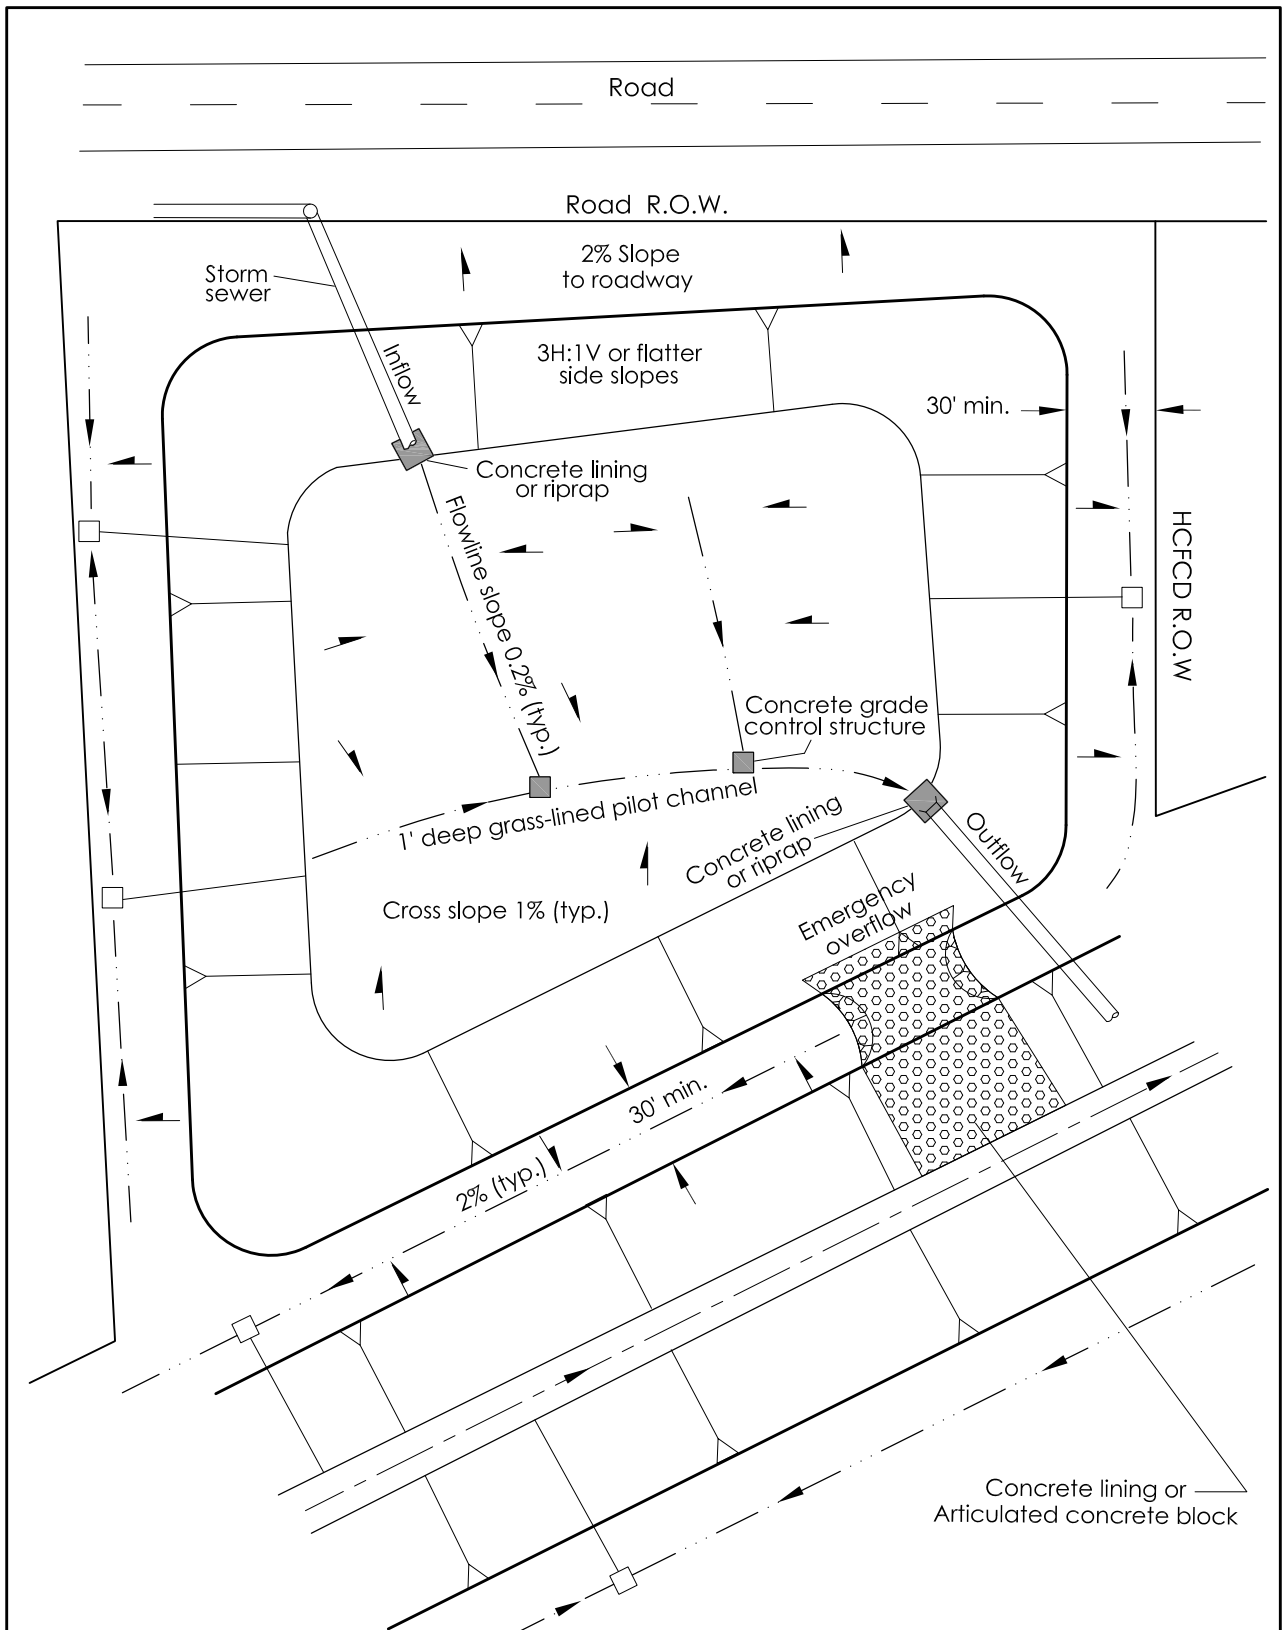 Road
Road R.O.W.
2% Slope
to roadway
Storm
sewer
Inflow
3H:1V or flatter
side slopes
30' min.
Concrete lining
or riprap
Flowline slope 0.2% (typ.)
HCFCD R.O.W
Concrete grade
control structure
1' deep grass-lined pilot channel
Concrete lining
or riprap
Outflow
Cross slope 1% (typ.)
Emergency
overflow
30' min.
2% (typ.)
Concrete lining or
Articulated concrete block